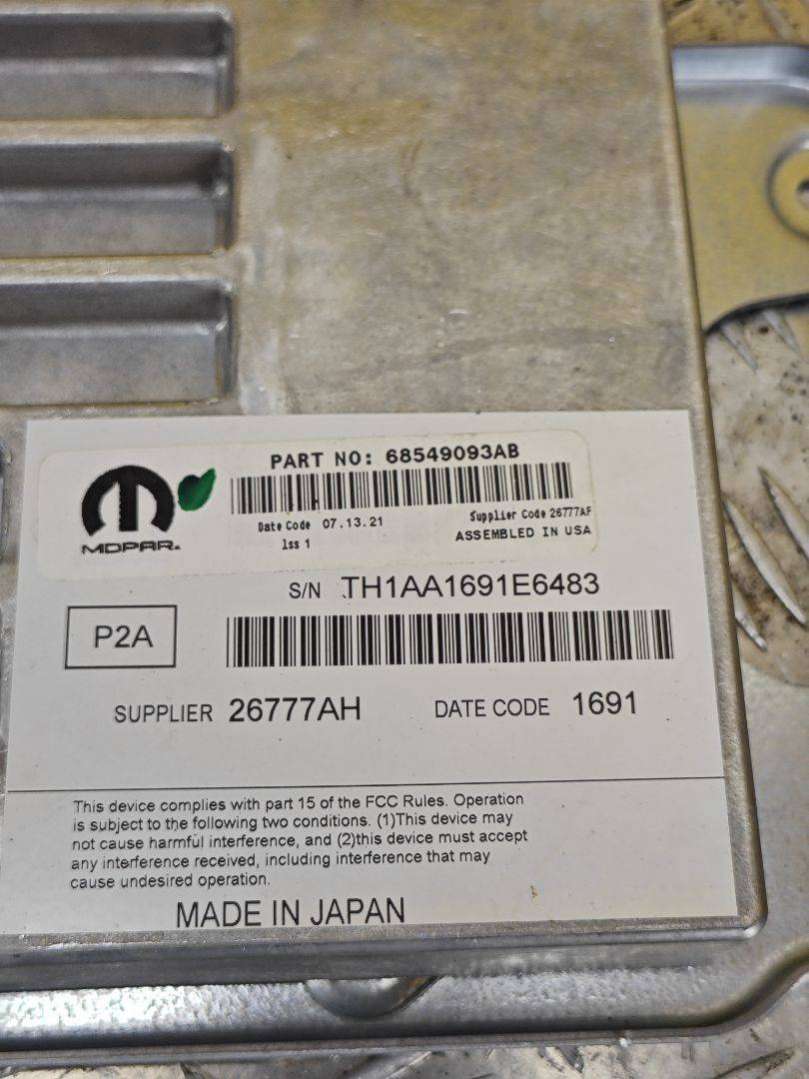 PART NO: 68549093AB
MOPAR®
Date Code 07.13.21
Supplier Code 26777AF
lss 1
ASSEMBLED IN USA
S/N TH1AA1691E6483
P2A
SUPPLIER 26777AH
DATE CODE 1691
This device complies with part 15 of the FCC Rules. Operation
is subject to the following two conditions. (1)This device may
not cause harmful interference, and (2)this device must accept
any interference received, including interference that may
cause undesired operation.
MADE IN JAPAN